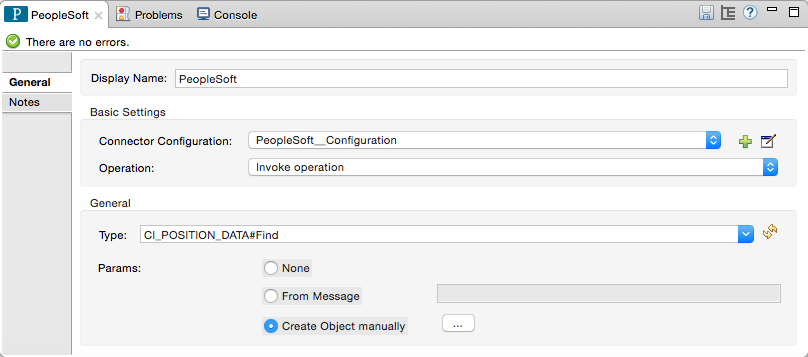 P PeopleSoft Problems Console
There are no errors.
General
Notes
Display Name: PeopleSoft
Basic Settings
Connector Configuration: PeopleSoft__Configuration
Operation: Invoke operation
General
Type: CI_POSITION_DATA#Find
Params:
None
From Message
Create Object manually ...